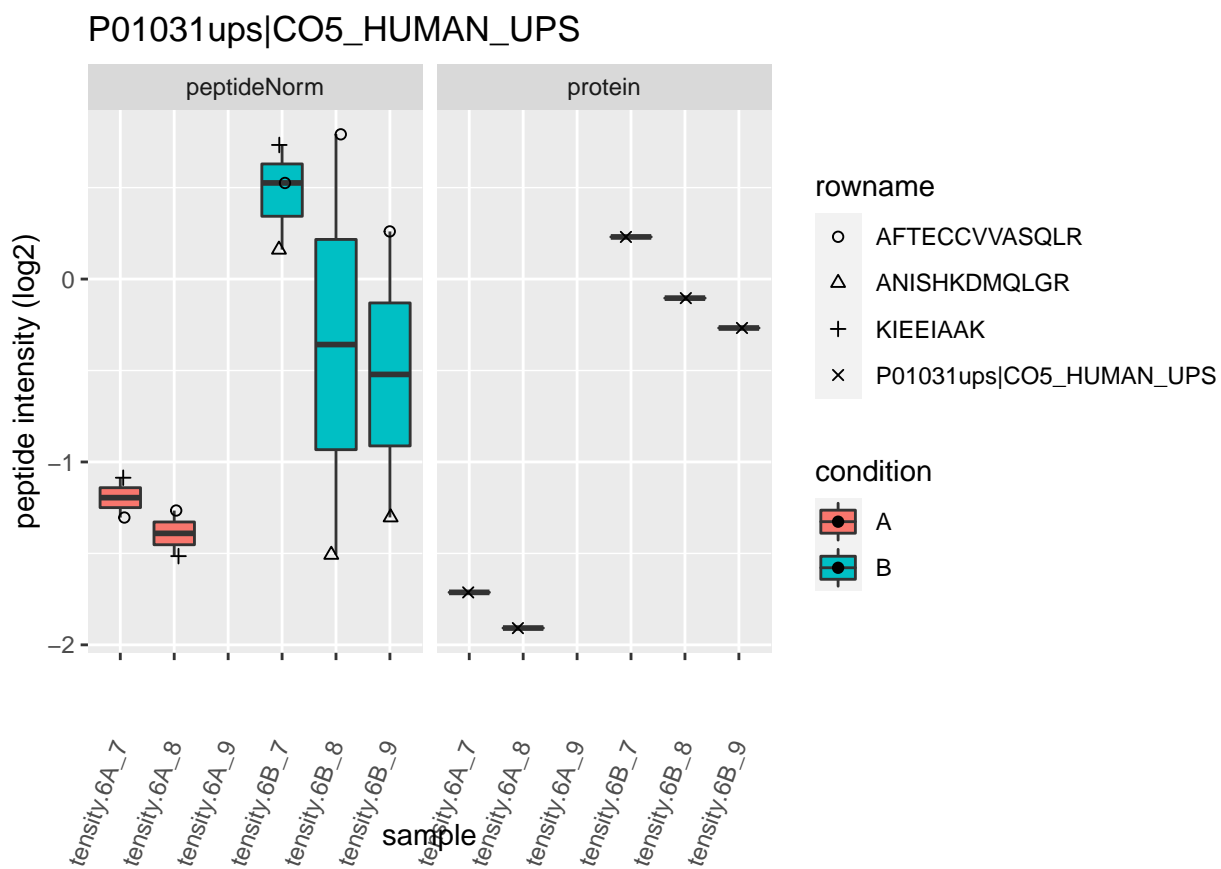 P01031ups|CO5_HUMAN_UPS
peptideNorm
protein
peptide intensity (log2)
0
−1
−2
tensity.6A_7
tensity.6A_8
tensity.6A_9
tensity.6B_7
tensity.6B_8
tensity.6B_9
tensity.6A_7
tensity.6A_8
tensity.6A_9
tensity.6B_7
tensity.6B_8
tensity.6B_9
sample
rowname
AFTECCVVASQLR
ANISHKDMQLGR
KIEEIAAK
P01031ups|CO5_HUMAN_UPS
condition
A
B